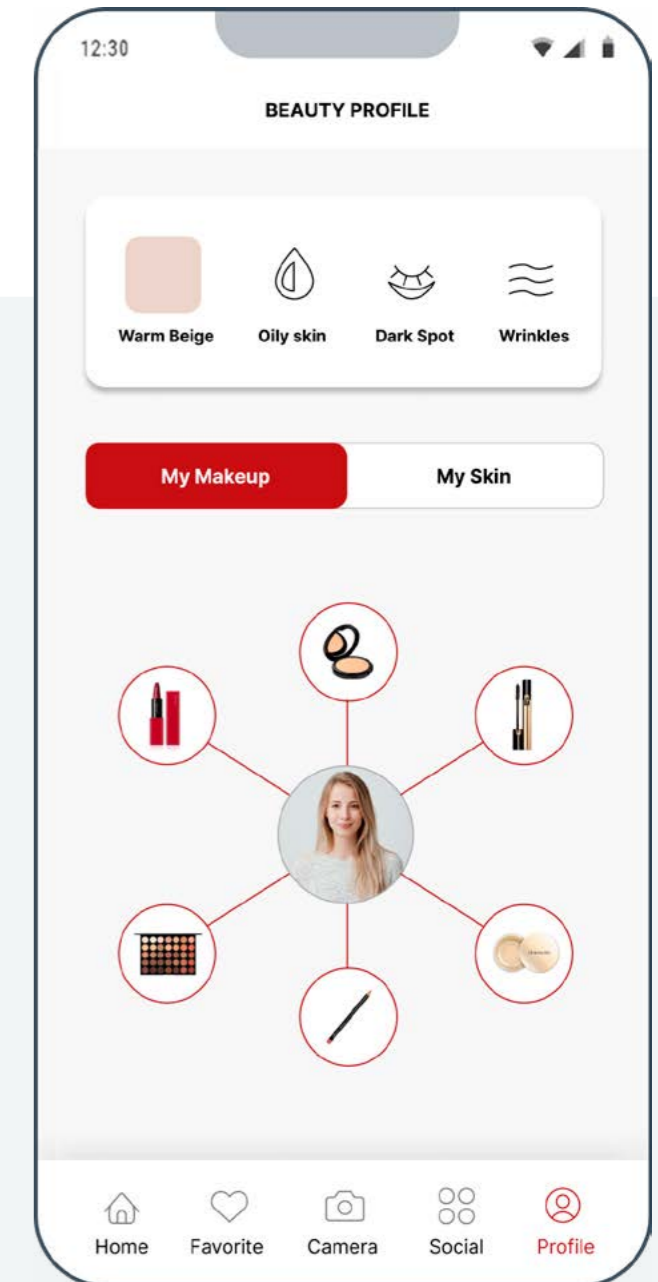 12:30
BEAUTY PROFILE
Warm Beige Oily skin Dark Spot Wrinkles
My Makeup My Skin
Home Favorite Camera Social Profile